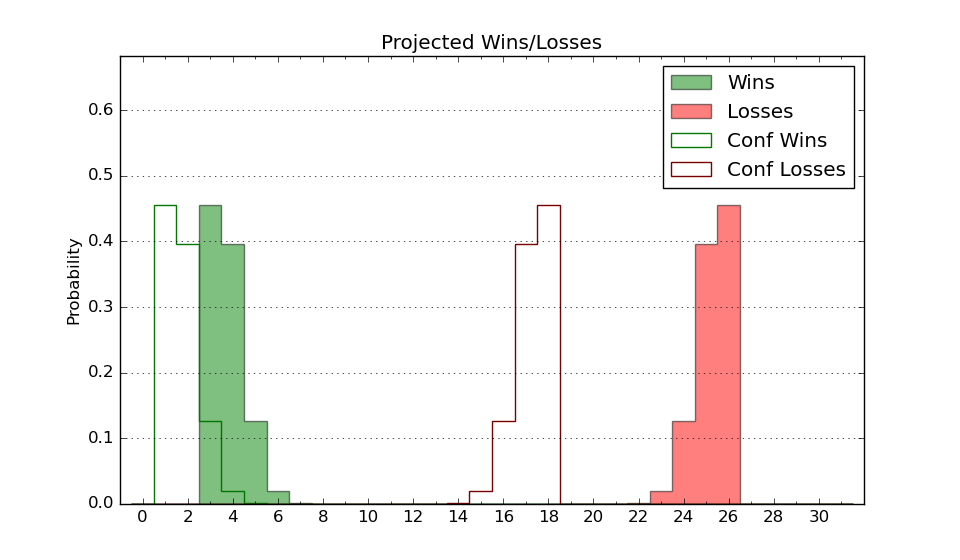 Projected Wins/Losses
Wins
Losses
Conf Wins
Conf Losses
Probability
0.6
0.5
0.4
0.3
0.2
0.1
0.0
0 2 4 6 8 10 12 14 16 18 20 22 24 26 28 30